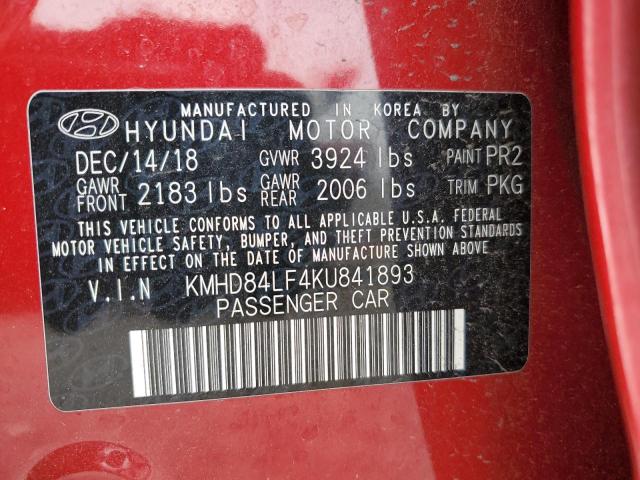 MANUFACTURED IN KOREA BY
HYUNDAI MOTOR COMPANY
DEC/14/18 GVWR 3924 lbs PAINT PR2
GAWR FRONT 2183 lbs GAWR REAR 2006 lbs TRIM PKG
THIS VEHICLE CONFORMS TO ALL APPLICABLE U.S.A. FEDERAL
MOTOR VEHICLE SAFETY, BUMPER, AND THEFT PREVENTION STANDARDS
IN EFFECT ON THE DATE OF MANUFACTURE SHOWN ABOVE.
V.I.N KMHD84LF4KU841893
PASSENGER CAR